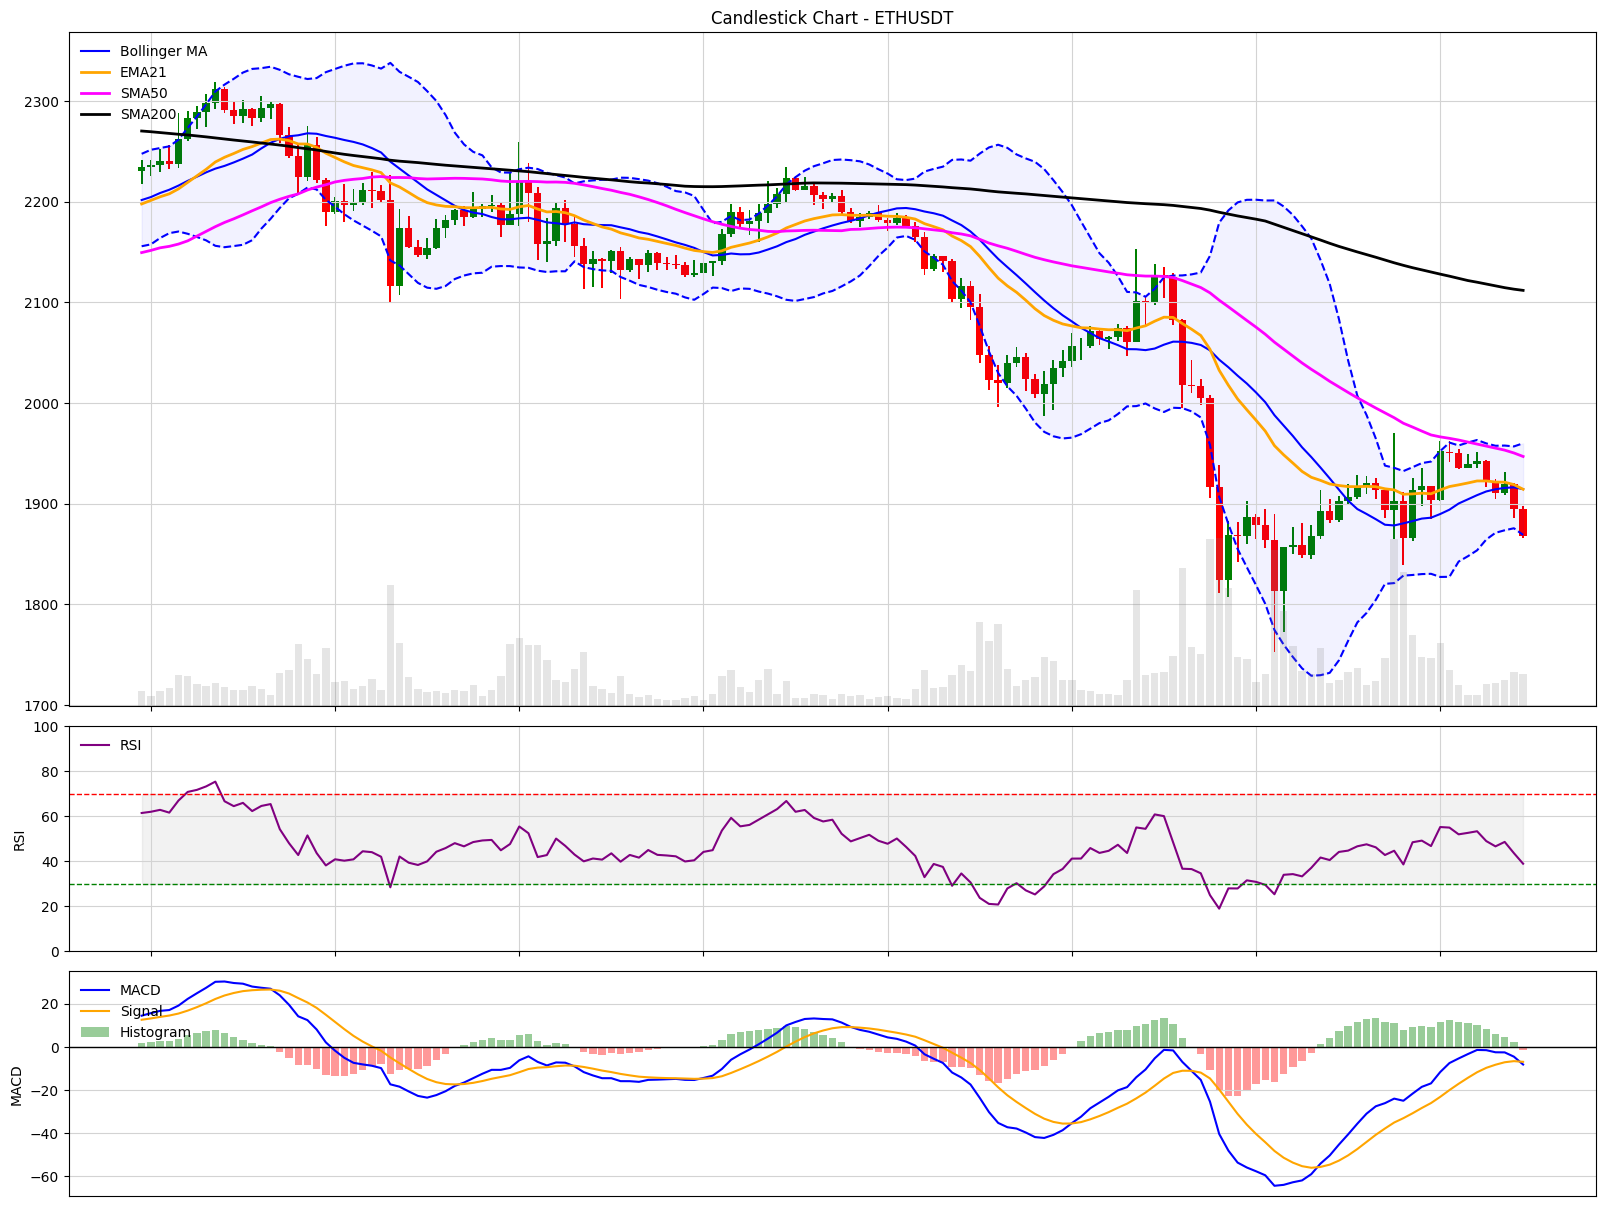 Candlestick Chart - ETHUSDT
Bollinger MA
EMA21
SMA50
SMA200
2300
2200
2100
2000
1900
1800
1700
RSI
100
80
60
40
20
0
RSI
MACD
Signal
Histogram
20
0
−20
−40
−60
MACD